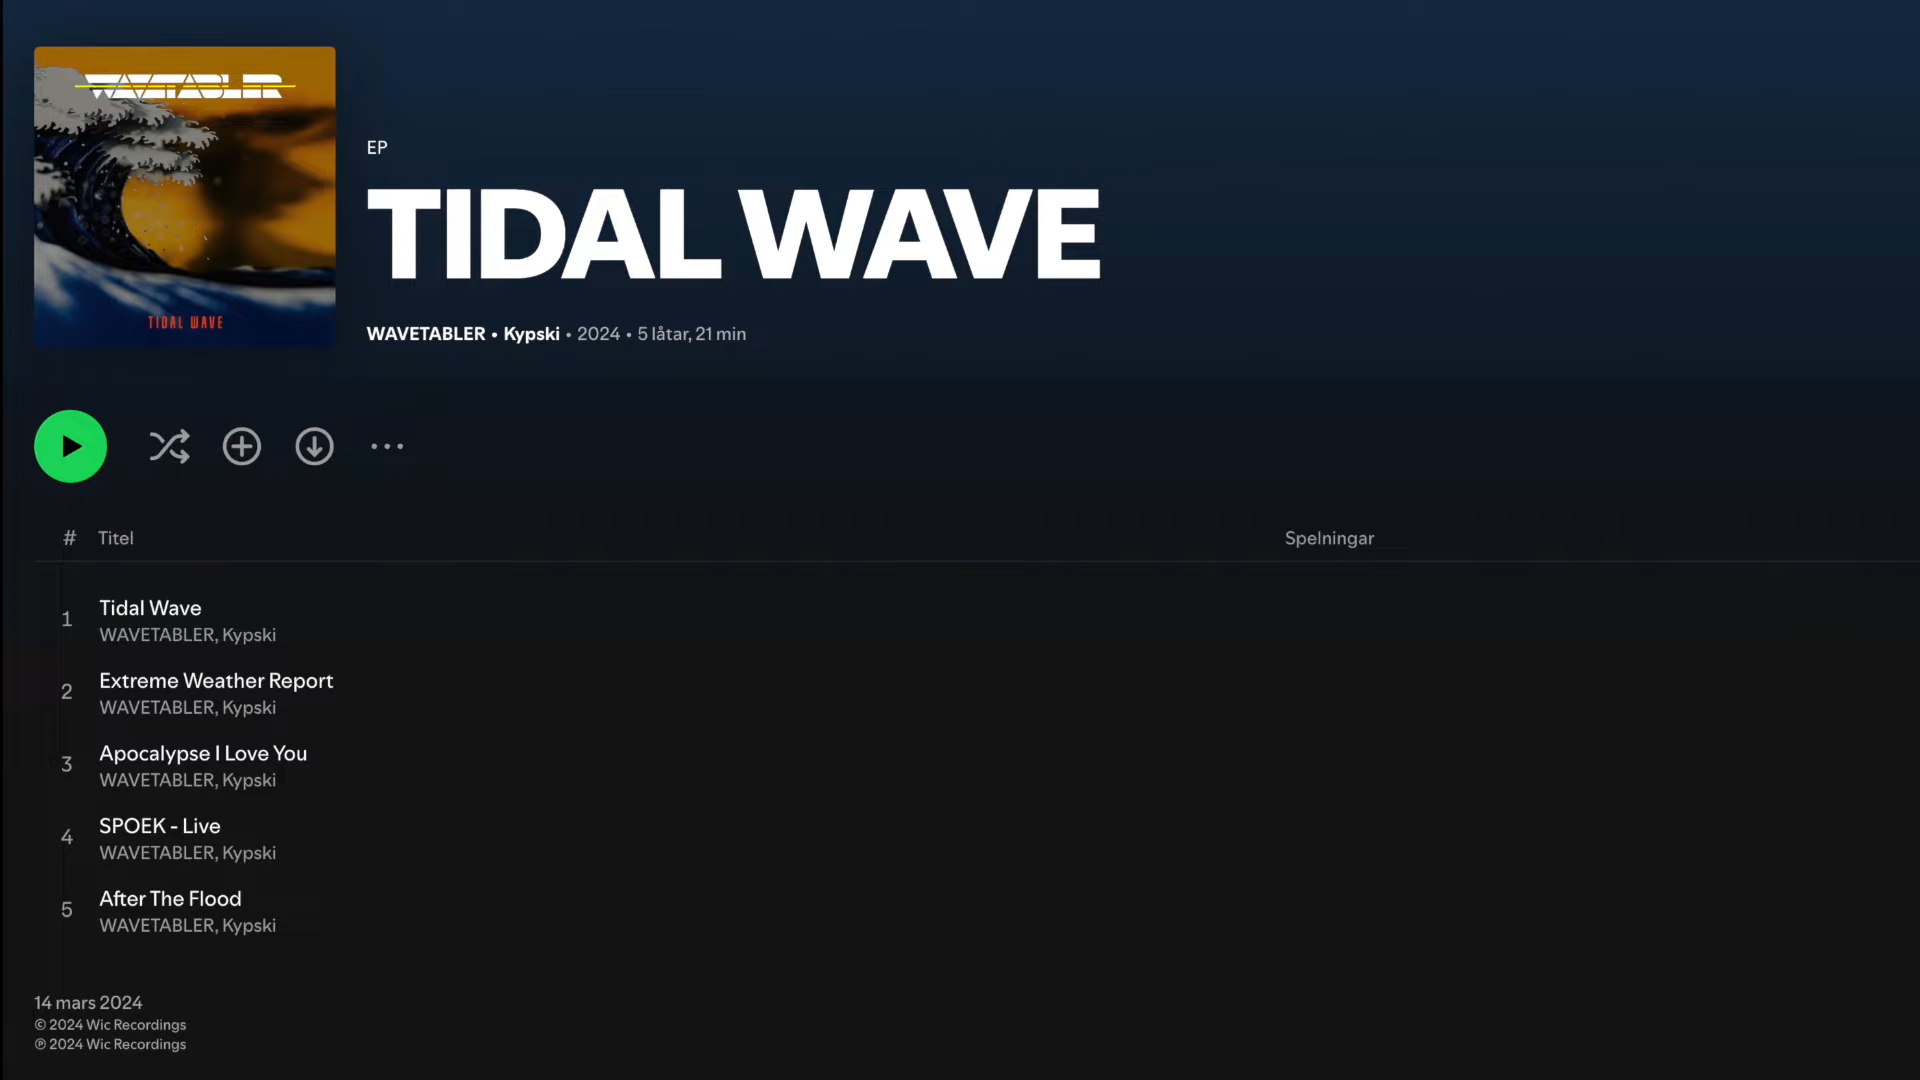 WAVETABLER
TIDAL WAVE
EP
TIDAL WAVE
WAVETABLER • Kypski • 2024 • 5 låtar, 21 min
# Titel Spelningar
1 Tidal Wave
WAVETABLER, Kypski
2 Extreme Weather Report
WAVETABLER, Kypski
3 Apocalypse I Love You
WAVETABLER, Kypski
4 SPOEK - Live
WAVETABLER, Kypski
5 After The Flood
WAVETABLER, Kypski
14 mars 2024
© 2024 Wic Recordings
℗ 2024 Wic Recordings